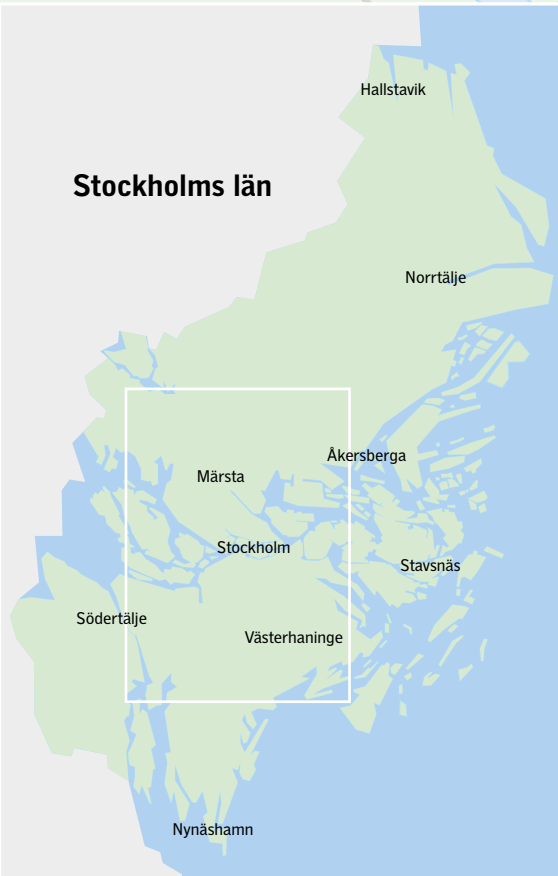 Hallstavik
Stockholms län
Norrtälje
Åkersberga
Märsta
Stockholm
Stavsnäs
Södertälje
Västerhaninge
Nynäshamn